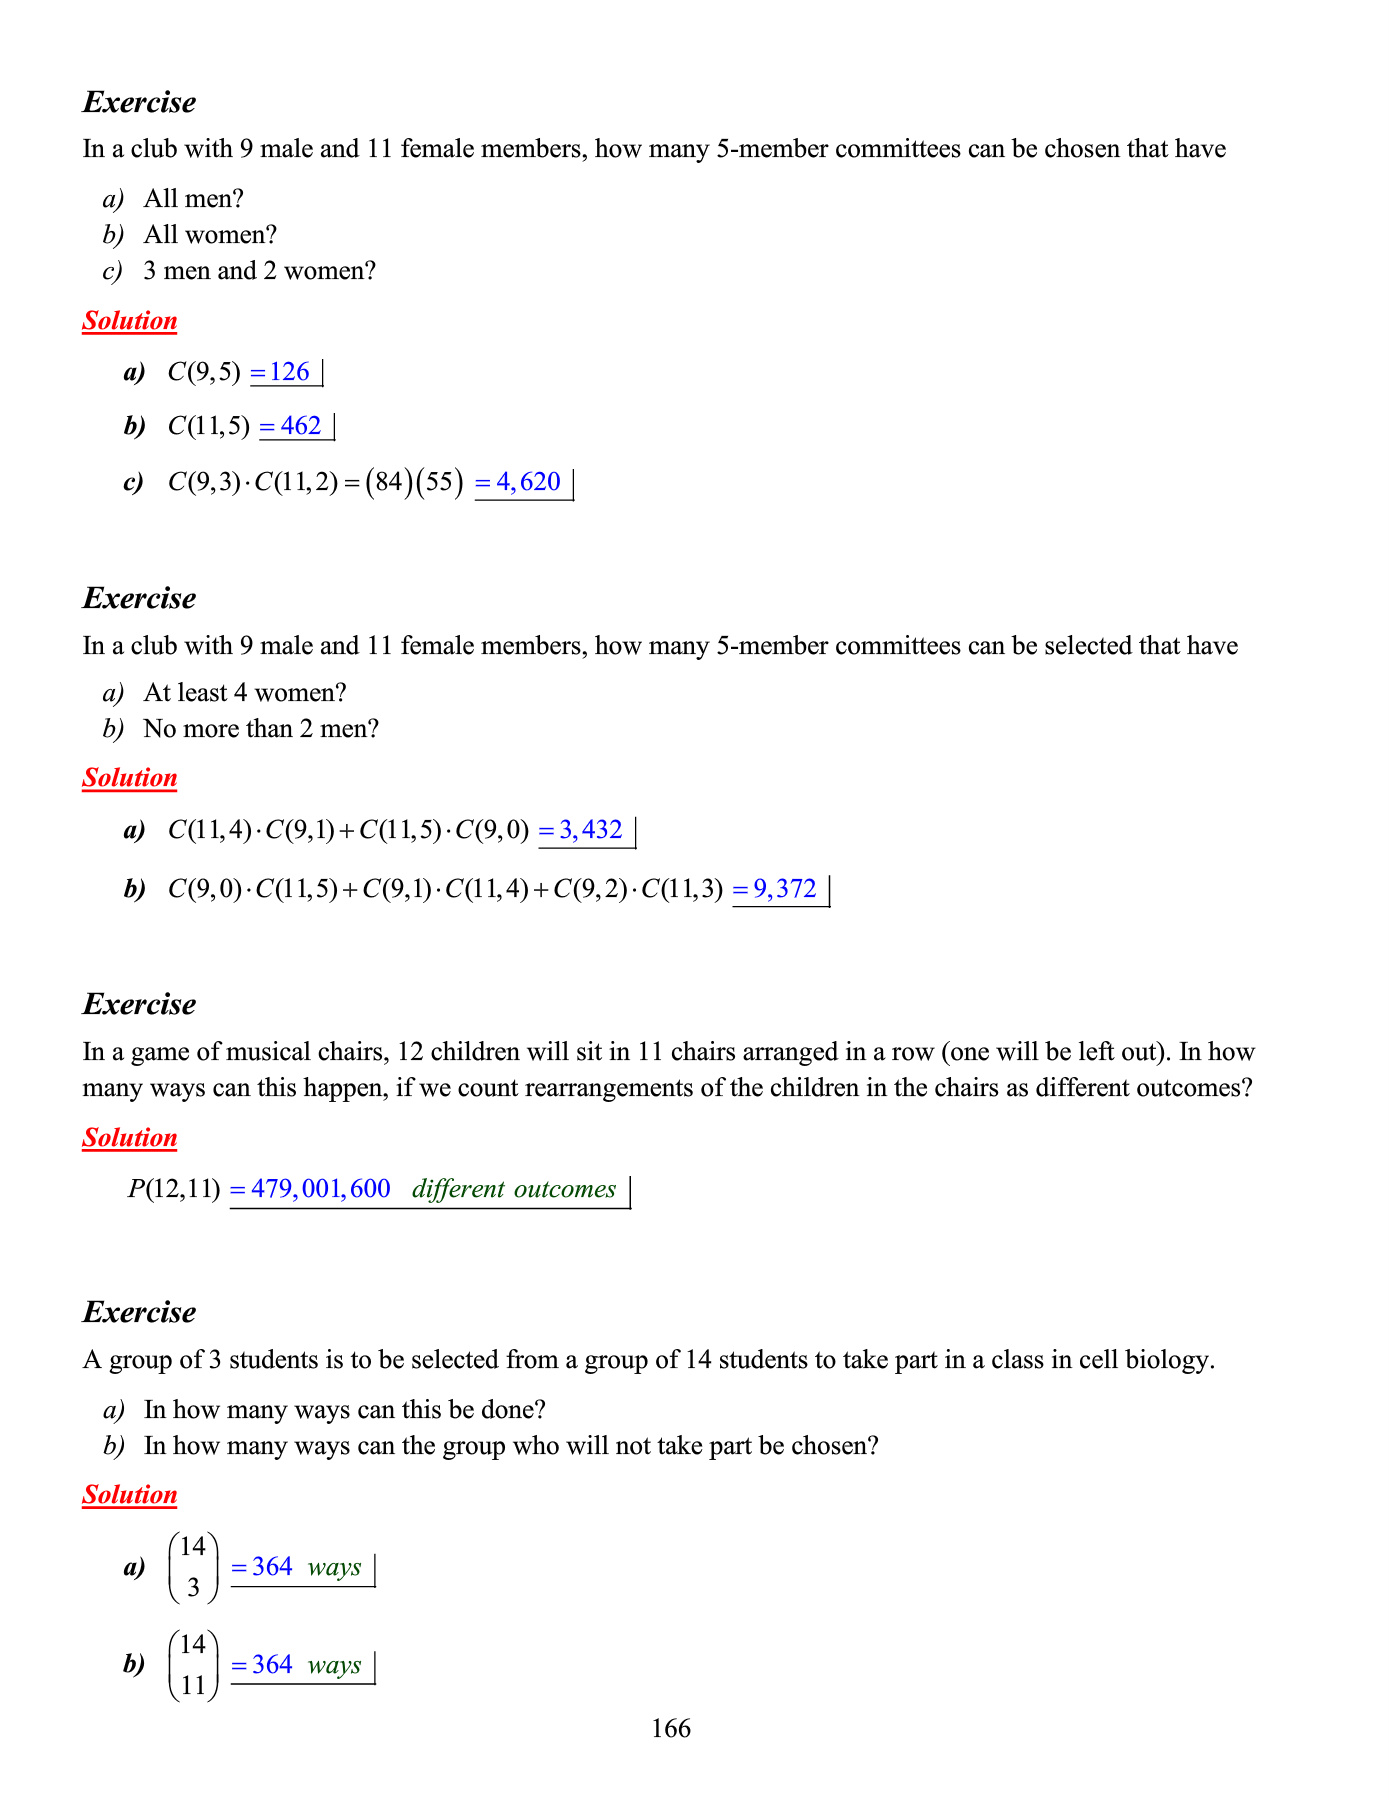 Exercise
In a club with 9 male and 11 female members, how many 5-member committees can be chosen that have
a) All men?
b) All women?
c) 3 men and 2 women?
Solution
a) C(9,5) =126
b) C(11,5) = 462
c) C(9,3)·C(11,2) = (84)(55) = 4,620
Exercise
In a club with 9 male and 11 female members, how many 5-member committees can be selected that have
a) At least 4 women?
b) No more than 2 men?
Solution
a) C(11,4)·C(9,1)+C(11,5)·C(9,0) = 3,432
b) C(9,0)·C(11,5)+C(9,1)·C(11,4)+C(9,2)·C(11,3) = 9,372
Exercise
In a game of musical chairs, 12 children will sit in 11 chairs arranged in a row (one will be left out). In how
many ways can this happen, if we count rearrangements of the children in the chairs as different outcomes?
Solution
P(12,11) = 479,001,600 different outcomes
Exercise
A group of 3 students is to be selected from a group of 14 students to take part in a class in cell biology.
a) In how many ways can this be done?
b) In how many ways can the group who will not take part be chosen?
Solution
a) (14 3) = 364 ways
b) (14 11) = 364 ways
166